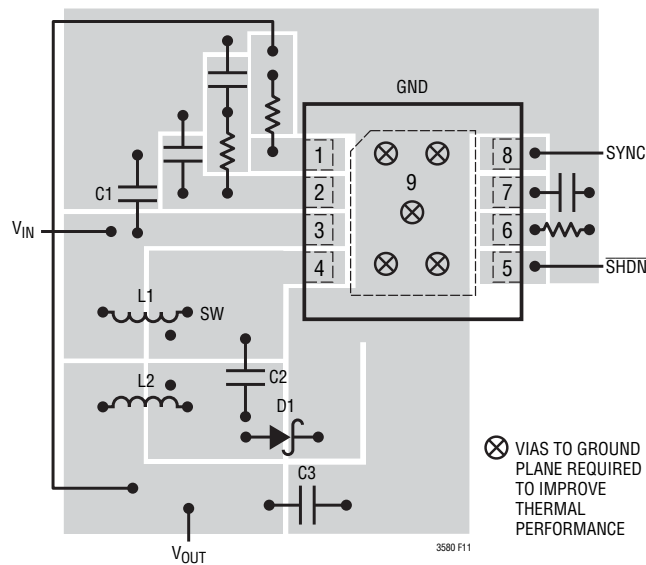 GND
1
2
3
4
9
8
7
6
5
SYNC
SHDN
C1
VIN
L1
SW
L2
C2
D1
C3
VOUT
VIAS TO GROUND
PLANE REQUIRED
TO IMPROVE
THERMAL
PERFORMANCE
3580 F11